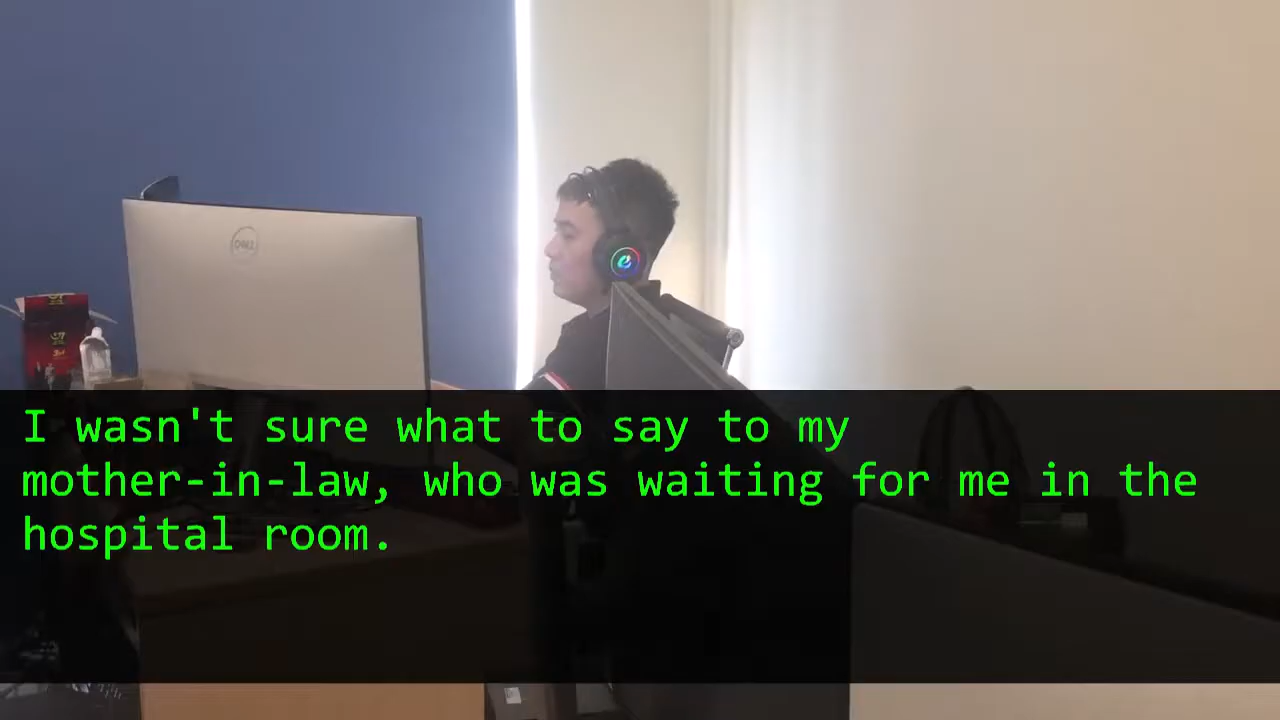 DELL
I wasn't sure what to say to my
mother-in-law, who was waiting for me in the
hospital room.